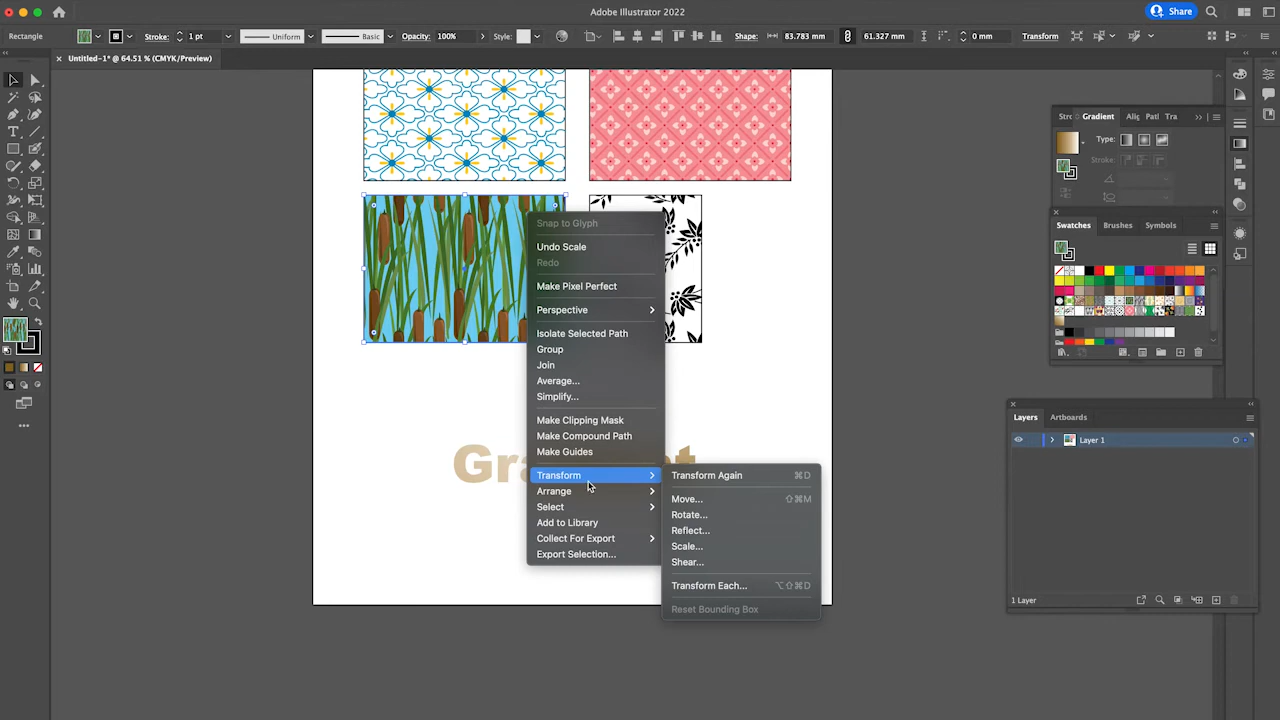 Adobe Illustrator 2022
Share
Rectangle
Stroke:
1 pt
Uniform
Basic
Opacity:
100%
Style:
Shape:
83.783 mm
61.327 mm
0 mm
Transform
× Untitled-1* @ 64.51 % (CMYK/Preview)
Snap to Glyph
Undo Scale
Redo
Make Pixel Perfect
Perspective
Isolate Selected Path
Group
Join
Average...
Simplify...
Make Clipping Mask
Make Compound Path
Make Guides
Transform
Arrange
Select
Add to Library
Collect For Export
Export Selection...
Transform Again ⌘D
Move... ⇧⌘M
Rotate...
Reflect...
Scale...
Shear...
Transform Each... ⌥⇧⌘D
Reset Bounding Box
Gra
t
Strc
Gradient
Alig
Patl
Tra
Type:
Stroke:
Swatches
Brushes
Symbols
Layers
Artboards
Layer 1
1 Layer